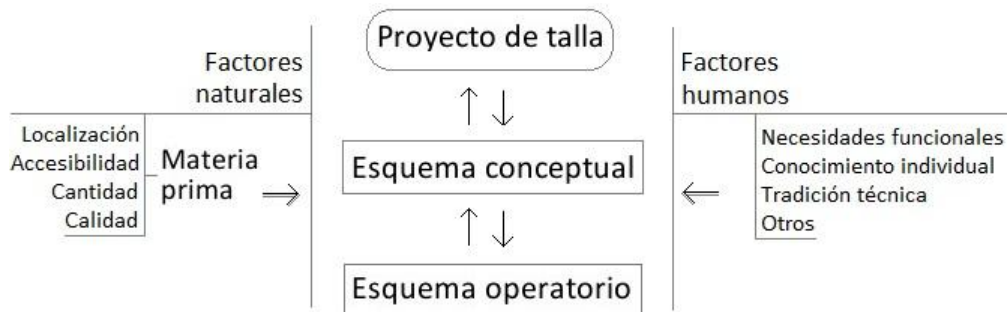 Proyecto de talla
Factores
naturales
Localización
Accesibilidad
Cantidad
Calidad
Materia
prima
Esquema conceptual
Esquema operatorio
Factores
humanos
Necesidades funcionales
Conocimiento individual
Tradición técnica
Otros